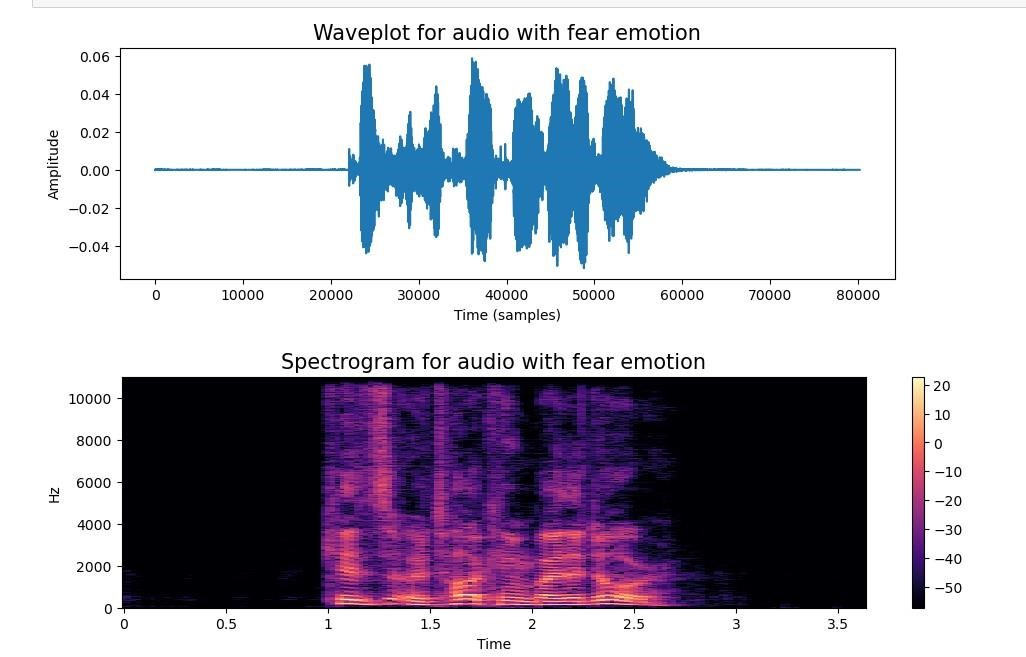 Waveplot for audio with fear emotion
0.06
0.04
0.02
0.00
−0.02
−0.04
Amplitude
0 10000 20000 30000 40000 50000 60000 70000 80000
Time (samples)
Spectrogram for audio with fear emotion
10000
8000
6000
4000
2000
0
Hz
0 0.5 1 1.5 2 2.5 3 3.5
Time
20
10
0
−10
−20
−30
−40
−50